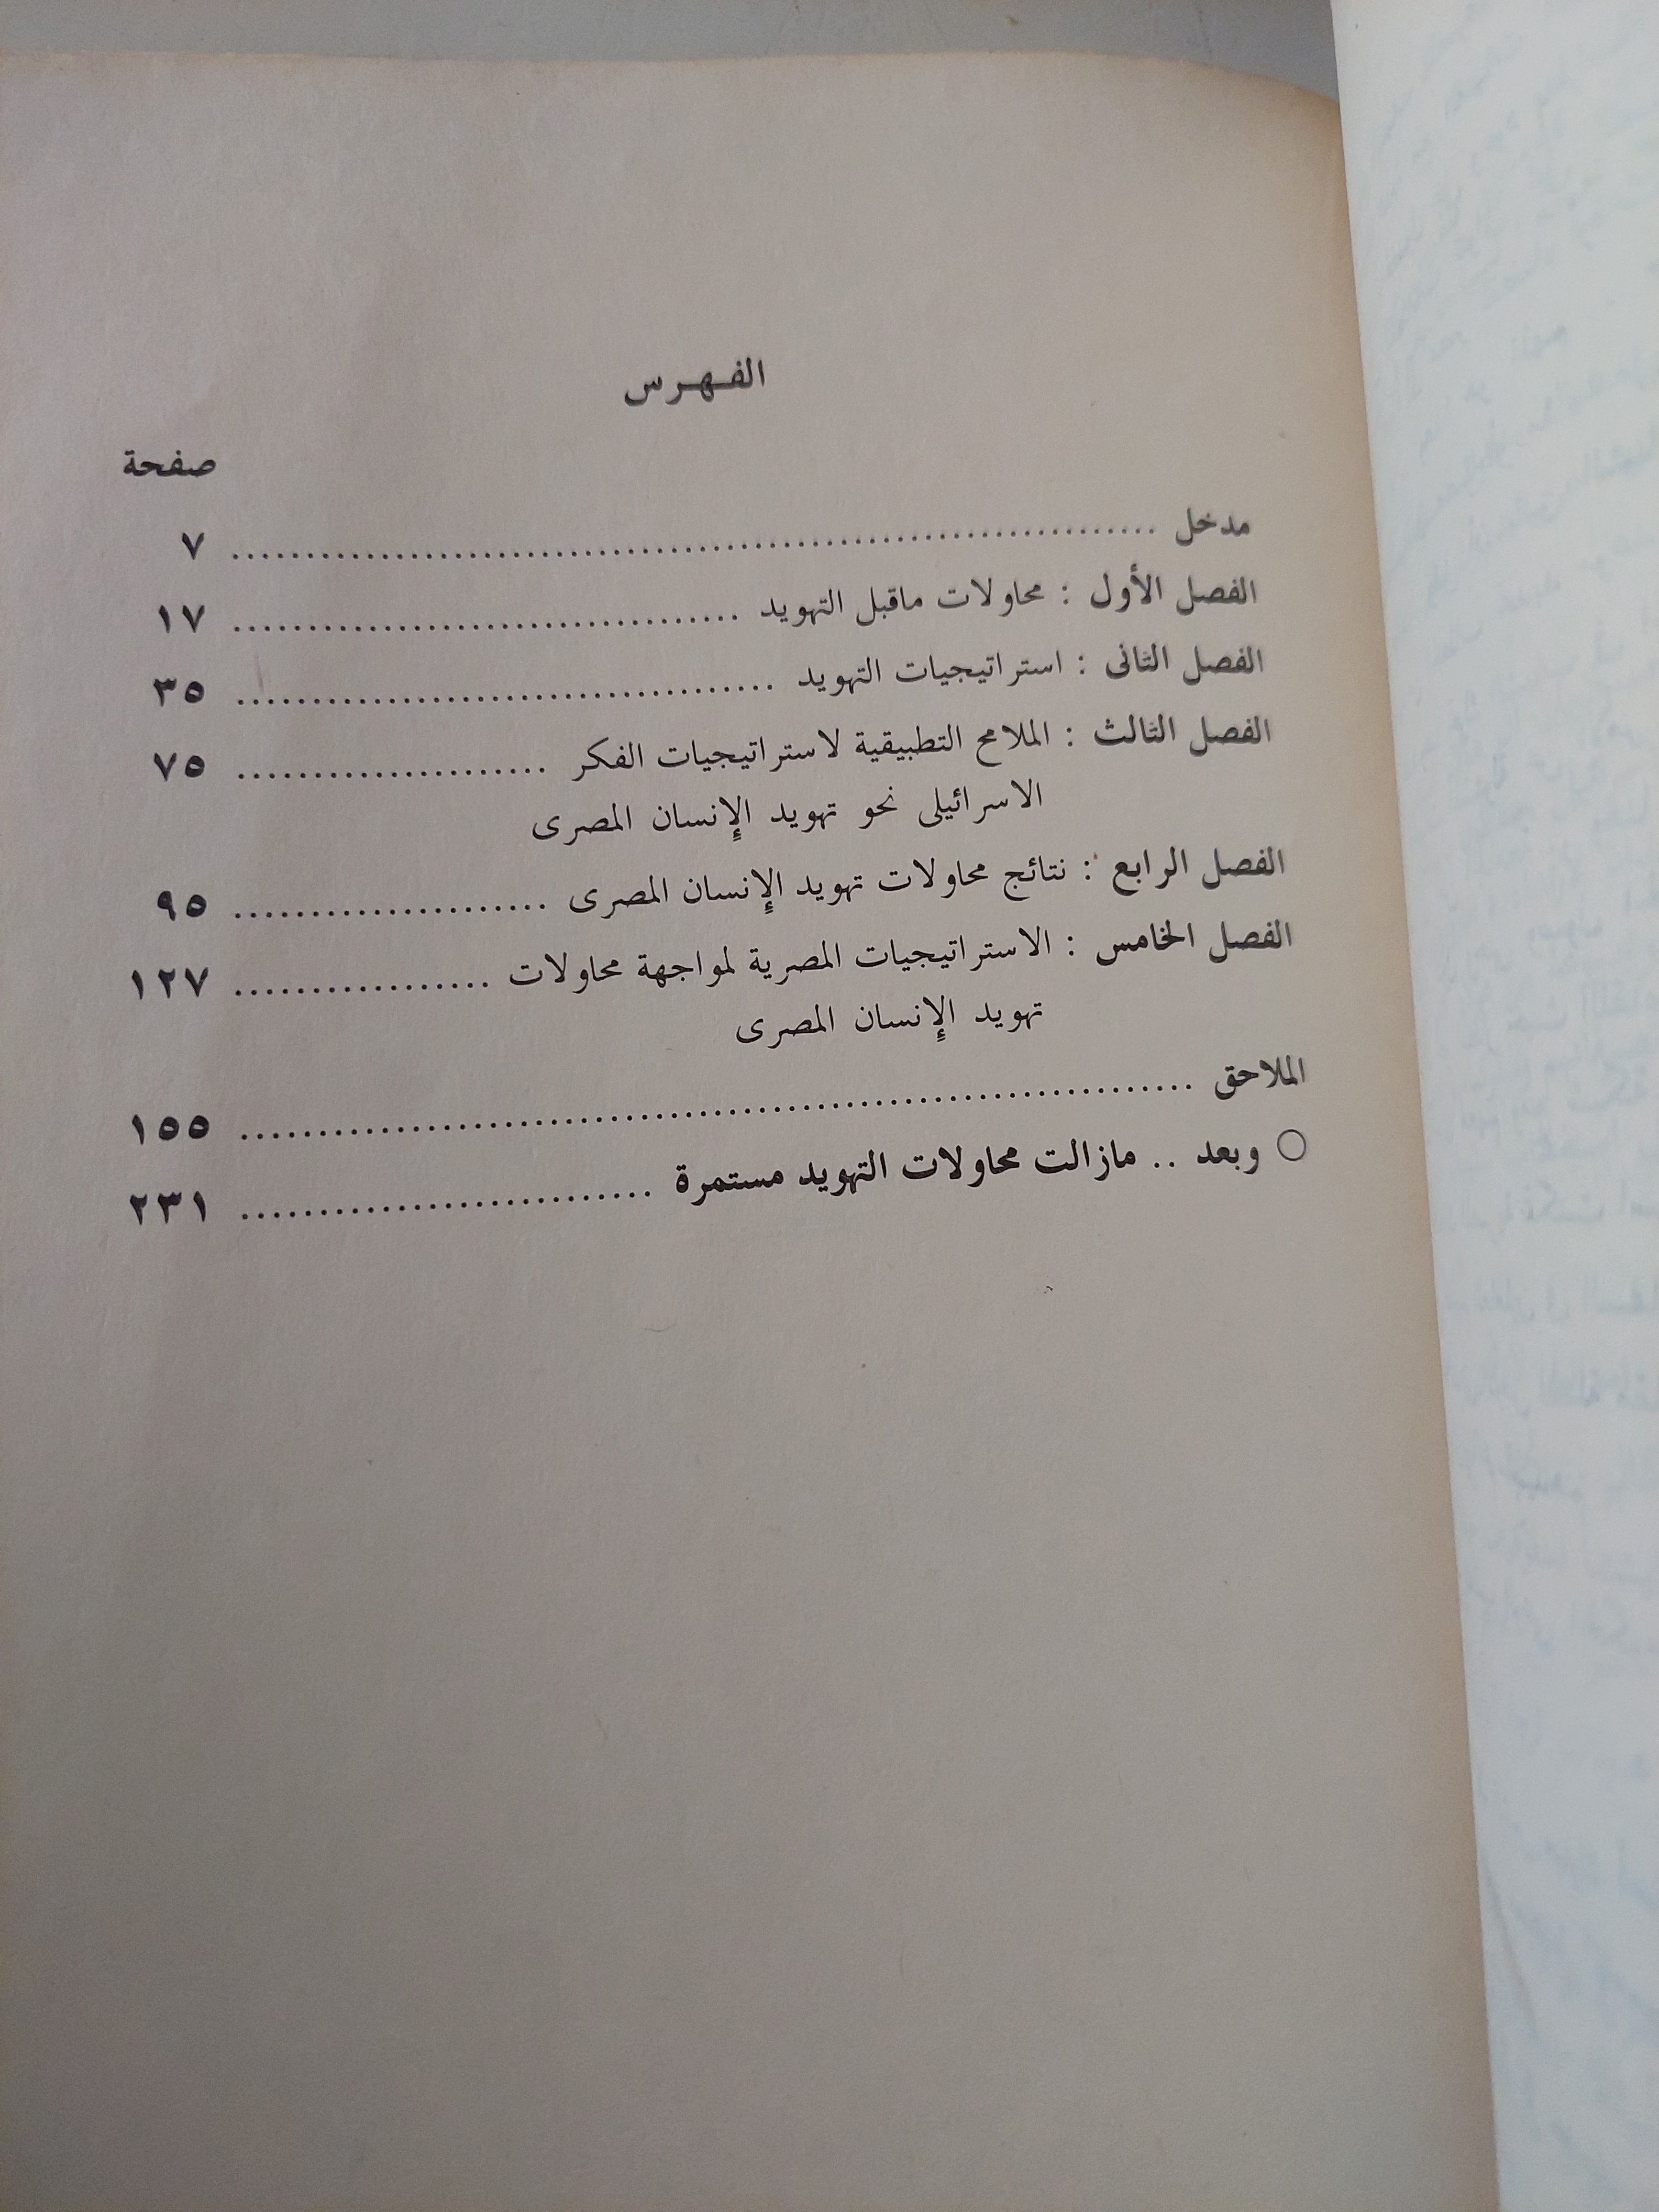 الفهرس
صفحة
مدخل ........................................................ ٧
الفصل الأول : محاولات ماقبل التهويد ................................ ١٧
الفصل الثانى : استراتيجيات التهويد .................................. ٣٥
الفصل الثالث : الملامح التطبيقية لاستراتيجيات الفكر .................... ٧٥
الاسرائيلى نحو تهويد الإنسان المصرى
الفصل الرابع : نتائج محاولات تهويد الإنسان المصرى .................... ٩٥
الفصل الخامس : الاستراتيجيات المصرية لمواجهة محاولات ................. ١٢٧
تهويد الإنسان المصرى
الملاحق ............................................................ ١٥٥
○ وبعد .. مازالت محاولات التهويد مستمرة ........................... ٢٣١